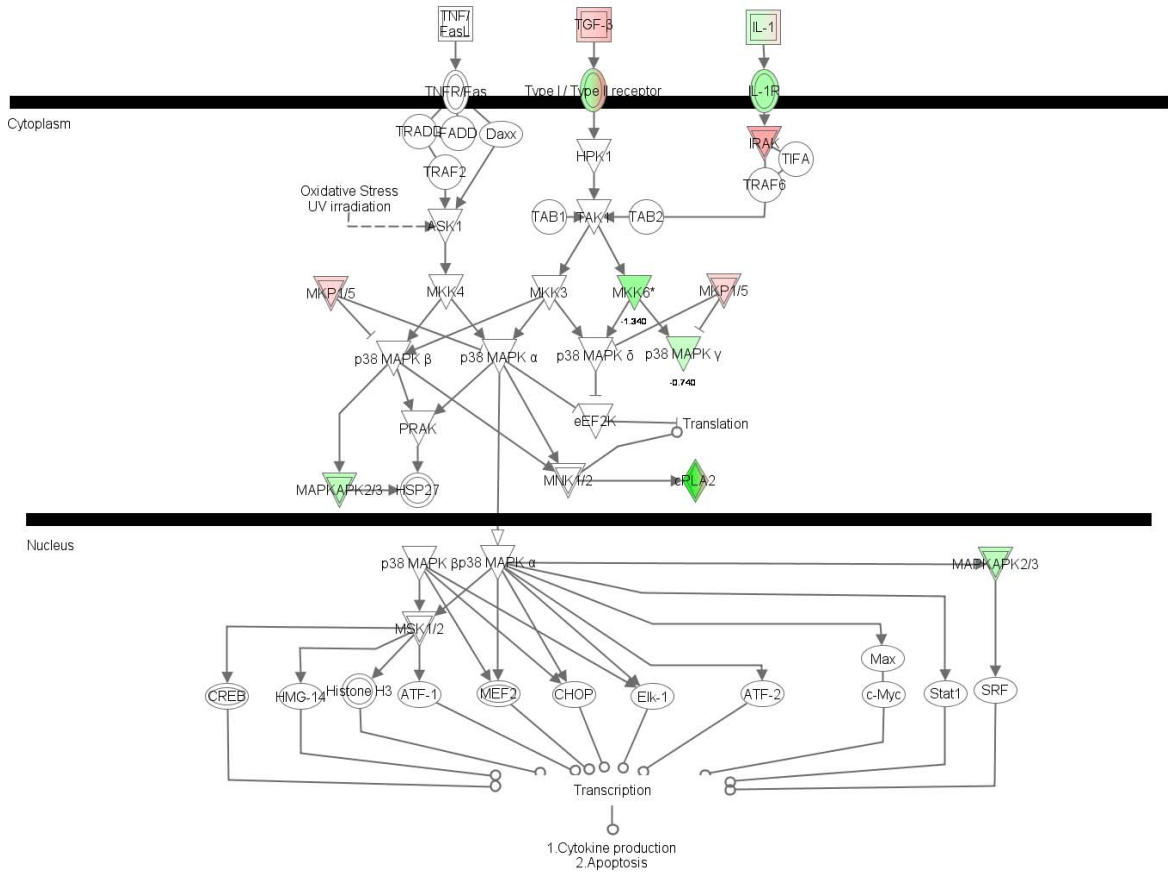 TNF/
FasL
TGF-β
IL-1
TNFR/Fas
Type I / Type II receptor
IL-1R
Cytoplasm
TRADD
FADD
Daxx
IRAK
TIFA
HPK1
TRAF2
TRAF6
Oxidative Stress
UV irradiation
ASK1
TAB1
TAK1
TAB2
MKP1/5
MKK4
MKK3
MKK6*
MKP1/5
-1.340
p38 MAPK β
p38 MAPK α
p38 MAPK δ
p38 MAPK γ
-0.740
PRAK
eEF2K
Translation
MAPKAPK2/3
HSP27
MNK1/2
cPLA2
Nucleus
p38 MAPK β
p38 MAPK α
MAPKAPK2/3
MSK1/2
Max
CREB
HMG-14
Histone H3
ATF-1
MEF2
CHOP
Elk-1
ATF-2
c-Myc
Stat1
SRF
Transcription
1.Cytokine production
2.Apoptosis